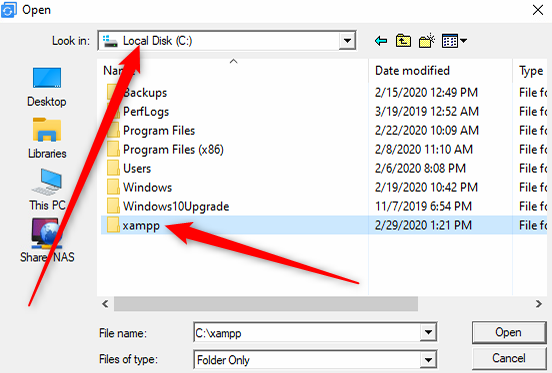 Open
Look in: Local Disk (C:)
Name Date modified Type
Backups 2/15/2020 12:49 PM File fo
PerfLogs 3/19/2019 12:52 AM File fo
Program Files 2/22/2020 10:09 AM File fo
Program Files (x86) 2/8/2020 11:10 AM File fo
Users 2/6/2020 8:08 PM File fo
Windows 2/19/2020 10:42 PM File fo
Windows10Upgrade 11/7/2019 6:54 PM File fo
xampp 2/29/2020 1:21 PM File fo
Desktop
Libraries
This PC
Share NAS
File name: C:\xampp Open
Files of type: Folder Only Cancel